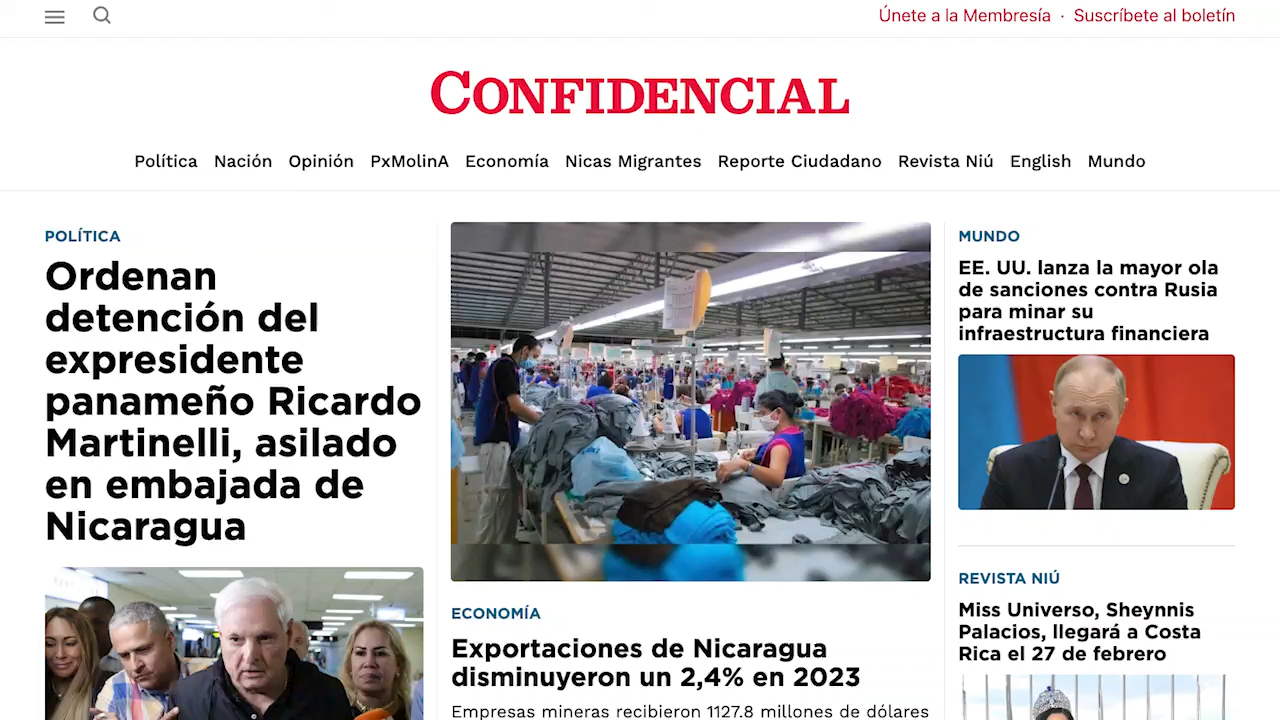 Únete a la Membresía · Suscríbete al boletín
CONFIDENCIAL
Política Nación Opinión PxMolinA Economía Nicas Migrantes Reporte Ciudadano Revista Niú English Mundo
POLÍTICA
Ordenan
detención del
expresidente
panameño Ricardo
Martinelli, asilado
en embajada de
Nicaragua
ECONOMÍA
Exportaciones de Nicaragua
disminuyeron un 2,4% en 2023
Empresas mineras recibieron 1127.8 millones de dólares
MUNDO
EE. UU. lanza la mayor ola
de sanciones contra Rusia
para minar su
infraestructura financiera
REVISTA NIÚ
Miss Universo, Sheynnis
Palacios, llegará a Costa
Rica el 27 de febrero